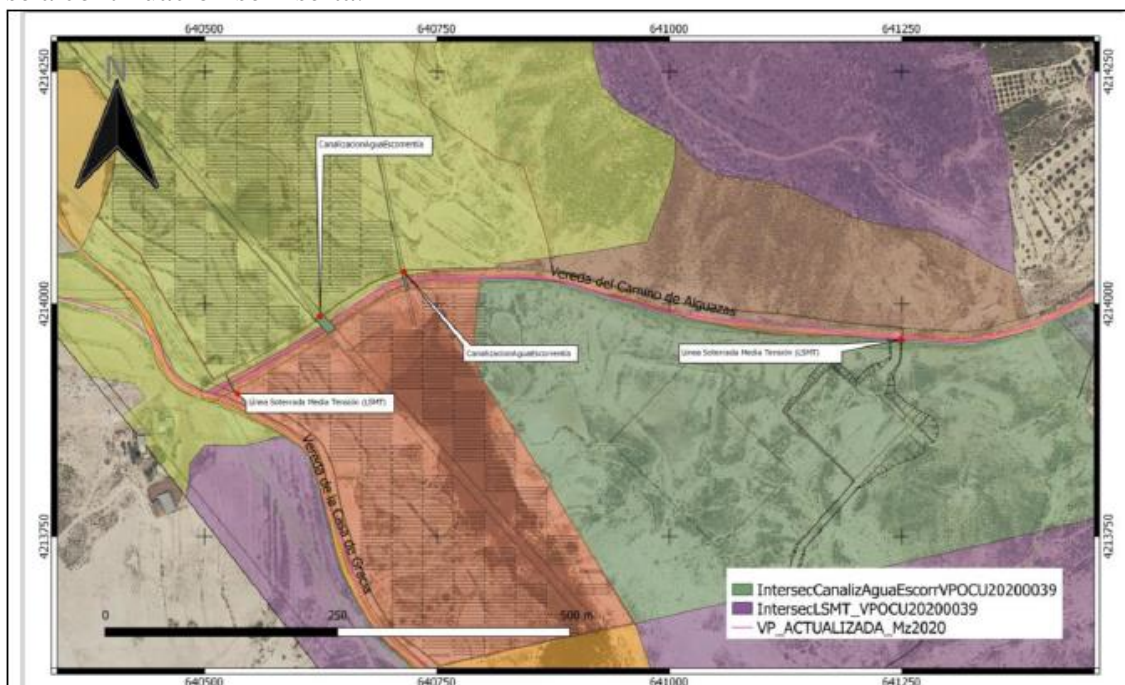 640500
640750
641000
641250
4214250
4214250
N
CanalizacionAguaEscorrentia
Vereda del Camino de Alguazas
4214000
4214000
CanalizacionAguaEscorrentia
Línea Soterrada Media Tensión (LSMT)
Línea Soterrada Media Tensión (LSMT)
Vereda de la Casa de Gracia
4213750
4213750
IntersecCanalizAguaEscorrVPOCU20200039
IntersecLSMT_VPOCU20200039
VP_ACTUALIZADA_Mz2020
0
250
500 m
640500
640750
641000
641250